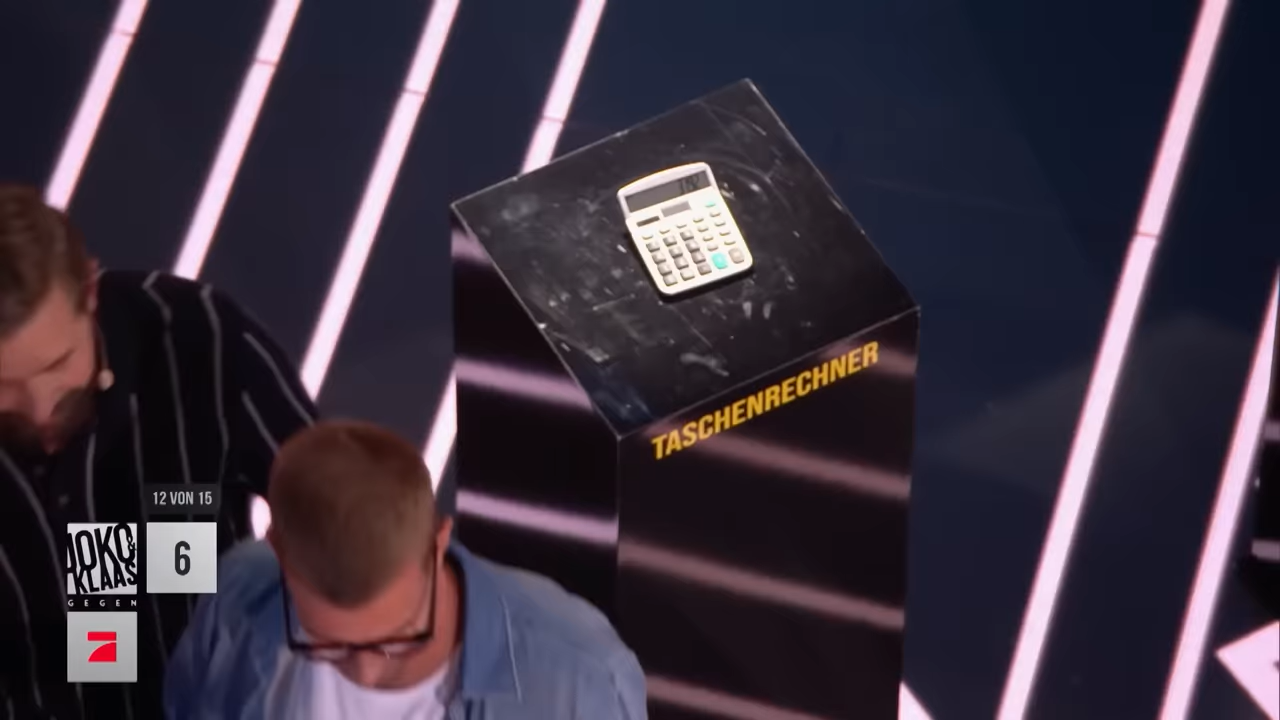 TASCHENRECHNER
12 VON 15
JOKO & KLAAS
6
GEGEN